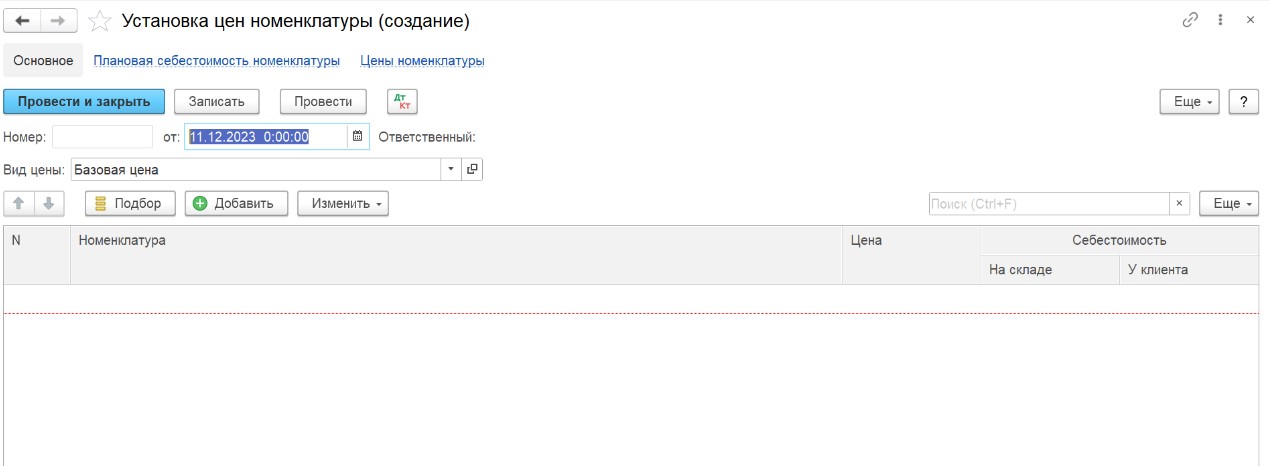 Установка цен номенклатуры (создание)
Основное Плановая себестоимость номенклатуры Цены номенклатуры
Провести и закрыть Записать Провести Дт Кт Еще ?
Номер: от: 11.12.2023 0:00:00 Ответственный:
Вид цены: Базовая цена
Подбор Добавить Изменить Поиск (Ctrl+F) × Еще
N Номенклатура Цена Себестоимость
На складе У клиента